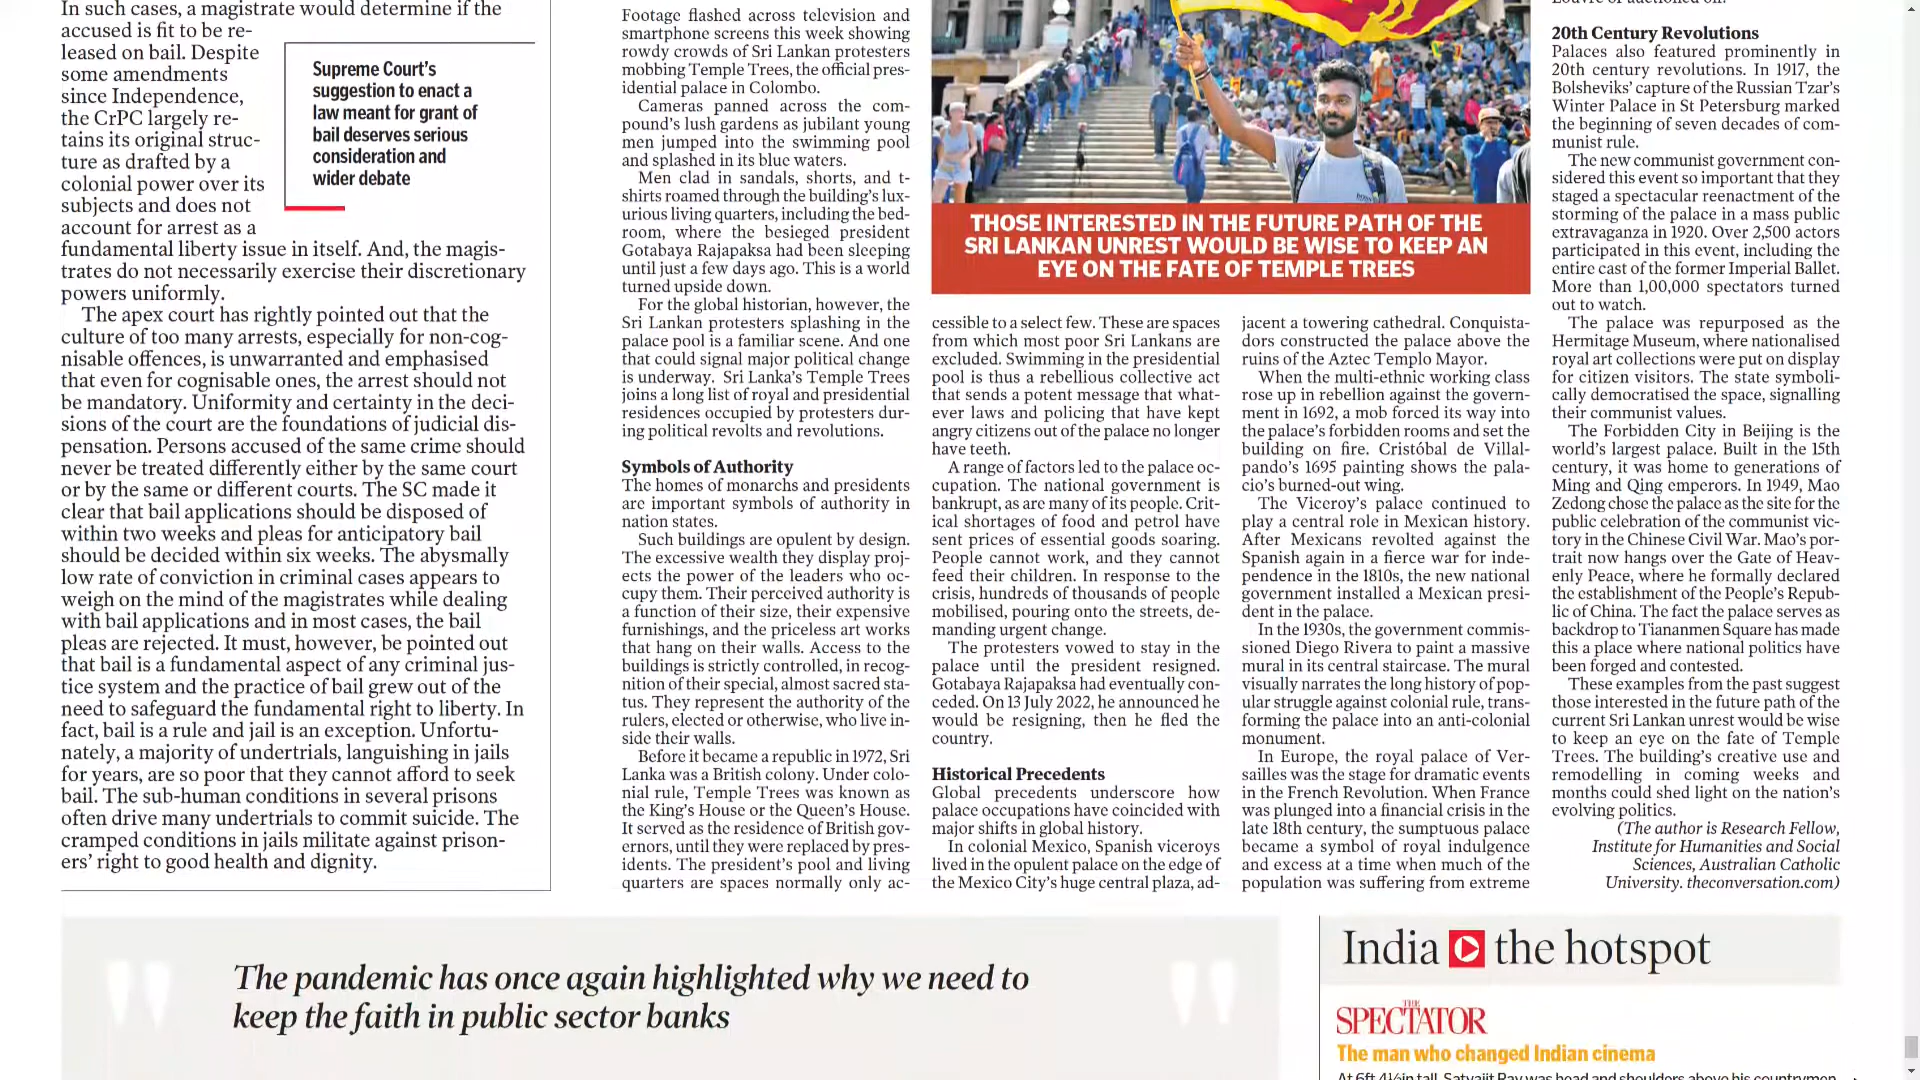 In such cases, a magistrate would determine if the
accused is fit to be re-
leased on bail. Despite
some amendments
since Independence,
the CrPC largely re-
tains its original struc-
ture as drafted by a
colonial power over its
subjects and does not
account for arrest as a
fundamental liberty issue in itself. And, the magis-
trates do not necessarily exercise their discretionary
powers uniformly.
The apex court has rightly pointed out that the
culture of too many arrests, especially for non-cog-
nisable offences, is unwarranted and emphasised
that even for cognisable ones, the arrest should not
be mandatory. Uniformity and certainty in the deci-
sions of the court are the foundations of judicial dis-
pensation. Persons accused of the same crime should
never be treated differently either by the same court
or by the same or different courts. The SC made it
clear that bail applications should be disposed of
within two weeks and pleas for anticipatory bail
should be decided within six weeks. The abysmally
low rate of conviction in criminal cases appears to
weigh on the mind of the magistrates while dealing
with bail applications and in most cases, the bail
pleas are rejected. It must, however, be pointed out
that bail is a fundamental aspect of any criminal jus-
tice system and the practice of bail grew out of the
need to safeguard the fundamental right to liberty. In
fact, bail is a rule and jail is an exception. Unfortu-
nately, a majority of undertrials, languishing in jails
for years, are so poor that they cannot afford to seek
bail. The sub-human conditions in several prisons
often drive many undertrials to commit suicide. The
cramped conditions in jails militate against prison-
ers' right to good health and dignity.
Supreme Court's
suggestion to enact a
law meant for grant of
bail deserves serious
consideration and
wider debate
Footage flashed across television and
smartphone screens this week showing
rowdy crowds of Sri Lankan protesters
mobbing Temple Trees, the official pres-
idential palace in Colombo.
Cameras panned across the com-
pound's lush gardens as jubilant young
men jumped into the swimming pool
and splashed in its blue waters.
Men clad in sandals, shorts, and t-
shirts roamed through the building's lux-
urious living quarters, including the bed-
room, where the besieged president
Gotabaya Rajapaksa had been sleeping
until just a few days ago. This is a world
turned upside down.
For the global historian, however, the
Sri Lankan protesters splashing in the
palace pool is a familiar scene. And one
that could signal major political change
is underway. Sri Lanka's Temple Trees
joins a long list of royal and presidential
residences occupied by protesters dur-
ing political revolts and revolutions.
Symbols of Authority
The homes of monarchs and presidents
are important symbols of authority in
nation states.
Such buildings are opulent by design.
The excessive wealth they display proj-
ects the power of the leaders who oc-
cupy them. Their perceived authority is
a function of their size, their expensive
furnishings, and the priceless art works
that hang on their walls. Access to the
buildings is strictly controlled, in recog-
nition of their special, almost sacred sta-
tus. They represent the authority of the
rulers, elected or otherwise, who live in-
side their walls.
Before it became a republic in 1972, Sri
Lanka was a British colony. Under colo-
nial rule, Temple Trees was known as
the King's House or the Queen's House.
It served as the residence of British gov-
ernors, until they were replaced by pres-
idents. The president's pool and living
quarters are spaces normally only ac-
THOSE INTERESTED IN THE FUTURE PATH OF THE
SRI LANKAN UNREST WOULD BE WISE TO KEEP AN
EYE ON THE FATE OF TEMPLE TREES
cessible to a select few. These are spaces
from which most poor Sri Lankans are
excluded. Swimming in the presidential
pool is thus a rebellious collective act
that sends a potent message that what-
ever laws and policing that have kept
angry citizens out of the palace no longer
have teeth.
A range of factors led to the palace oc-
cupation. The national government is
bankrupt, as are many of its people. Crit-
ical shortages of food and petrol have
sent prices of essential goods soaring.
People cannot work, and they cannot
feed their children. In response to the
crisis, hundreds of thousands of people
mobilised, pouring onto the streets, de-
manding urgent change.
The protesters vowed to stay in the
palace until the president resigned.
Gotabaya Rajapaksa had eventually con-
ceded. On 13 July 2022, he announced he
would be resigning, then he fled the
country.
Historical Precedents
Global precedents underscore how
palace occupations have coincided with
major shifts in global history.
In colonial Mexico, Spanish viceroys
lived in the opulent palace on the edge of
the Mexico City's huge central plaza, ad-
jacent a towering cathedral. Conquista-
dors constructed the palace above the
ruins of the Aztec Templo Mayor.
When the multi-ethnic working class
rose up in rebellion against the govern-
ment in 1692, a mob forced its way into
the palace's forbidden rooms and set the
building on fire. Cristóbal de Villal-
pando's 1695 painting shows the pala-
cio's burned-out wing.
The Viceroy's palace continued to
play a central role in Mexican history.
After Mexicans revolted against the
Spanish again in a fierce war for inde-
pendence in the 1810s, the new national
government installed a Mexican presi-
dent in the palace.
In the 1930s, the government commis-
sioned Diego Rivera to paint a massive
mural in its central staircase. The mural
visually narrates the long history of pop-
ular struggle against colonial rule, trans-
forming the palace into an anti-colonial
monument.
In Europe, the royal palace of Ver-
sailles was the stage for dramatic events
in the French Revolution. When France
was plunged into a financial crisis in the
late 18th century, the sumptuous palace
became a symbol of royal indulgence
and excess at a time when much of the
population was suffering from extreme
20th Century Revolutions
Palaces also featured prominently in
20th century revolutions. In 1917, the
Bolsheviks' capture of the Russian Tzar's
Winter Palace in St Petersburg marked
the beginning of seven decades of com-
munist rule.
The new communist government con-
sidered this event so important that they
staged a spectacular reenactment of the
storming of the palace in a mass public
extravaganza in 1920. Over 2,500 actors
participated in this event, including the
entire cast of the former Imperial Ballet.
More than 1,00,000 spectators turned
out to watch.
The palace was repurposed as the
Hermitage Museum, where nationalised
royal art collections were put on display
for citizen visitors. The state symboli-
cally democratised the space, signalling
their communist values.
The Forbidden City in Beijing is the
world's largest palace. Built in the 15th
century, it was home to generations of
Ming and Qing emperors. In 1949, Mao
Zedong chose the palace as the site for the
public celebration of the communist vic-
tory in the Chinese Civil War. Mao's por-
trait now hangs over the Gate of Heav-
enly Peace, where he formally declared
the establishment of the People's Repub-
lic of China. The fact the palace serves as
backdrop to Tiananmen Square has made
this a place where national politics have
been forged and contested.
These examples from the past suggest
those interested in the future path of the
current Sri Lankan unrest would be wise
to keep an eye on the fate of Temple
Trees. The building's creative use and
remodelling in coming weeks and
months could shed light on the nation's
evolving politics.
(The author is Research Fellow,
Institute for Humanities and Social
Sciences, Australian Catholic
University. theconversation.com)
The pandemic has once again highlighted why we need to
keep the faith in public sector banks
India the hotspot
THE
SPECTATOR
The man who changed Indian cinema
At 6ft 4½in tall, Satyajit Ray was head and shoulders above his countrymen.